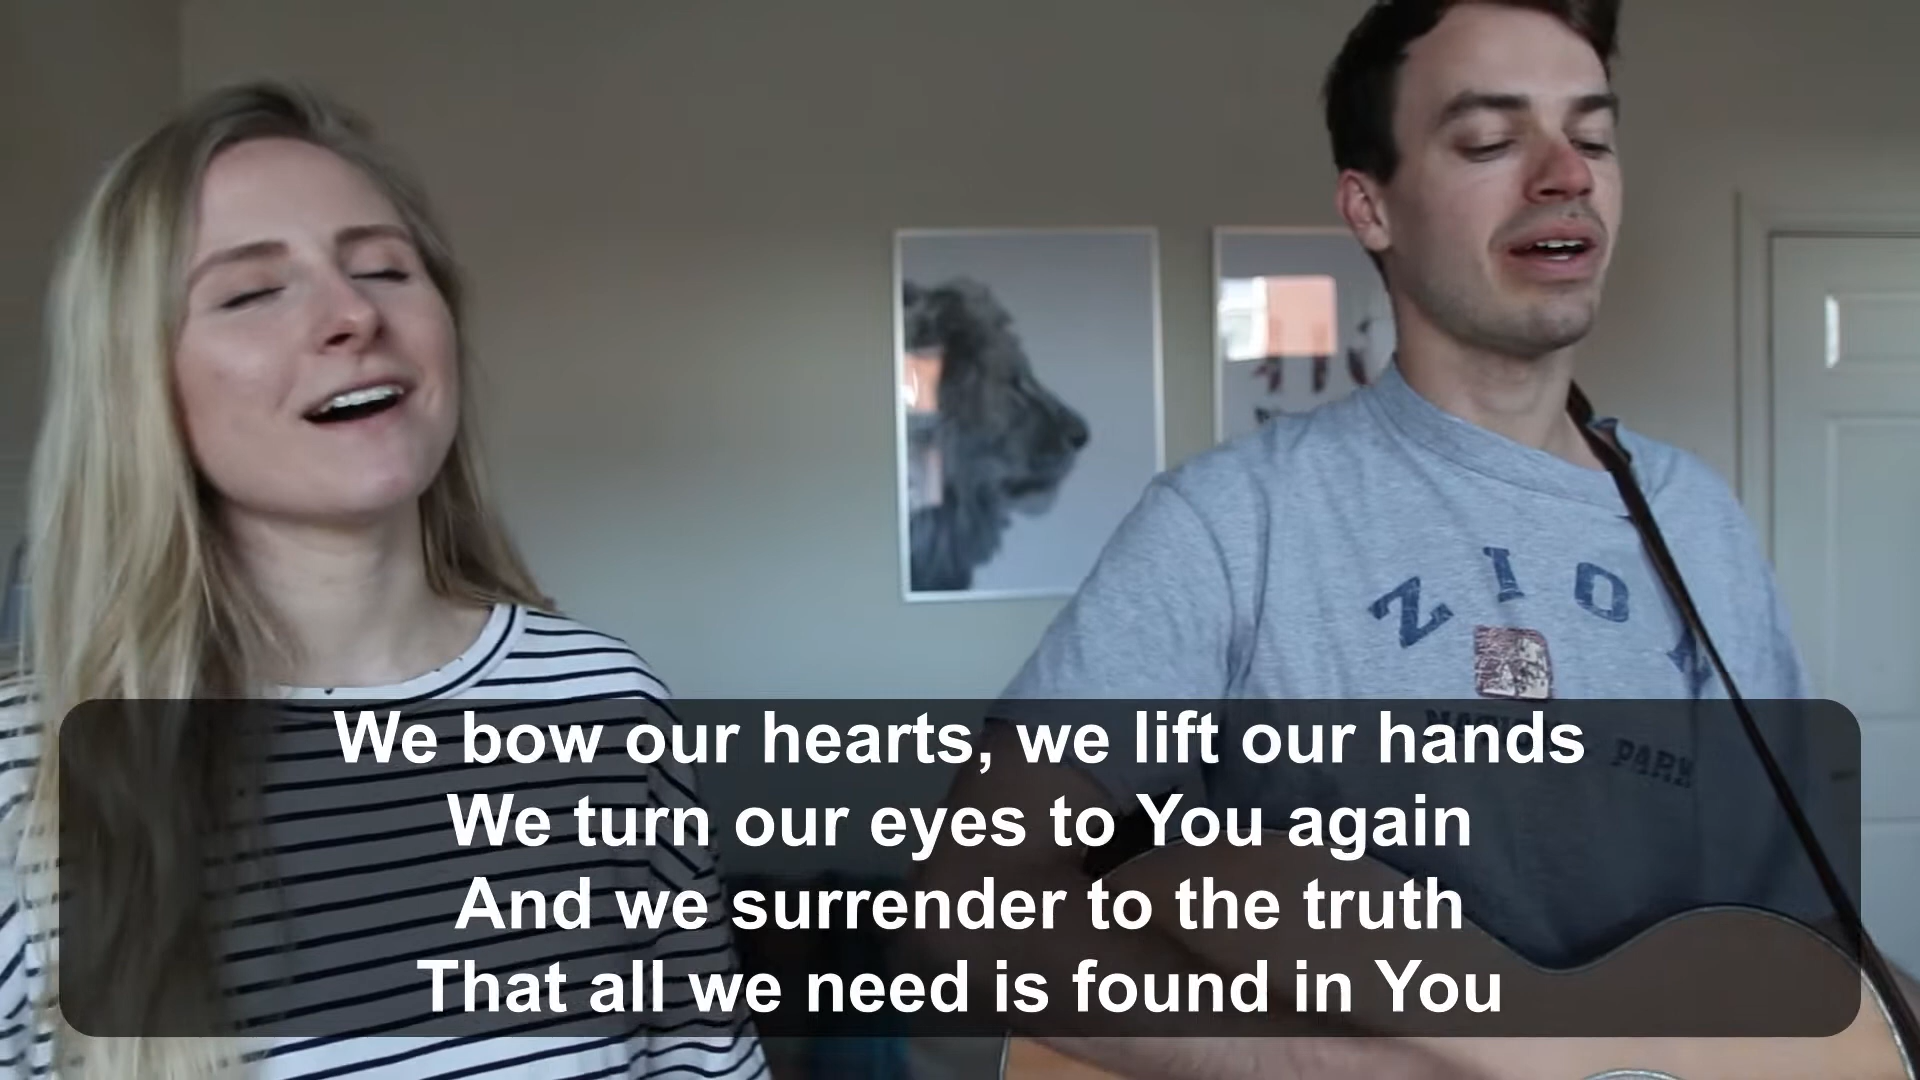 ZION
NATIONAL PARK
We bow our hearts, we lift our hands
We turn our eyes to You again
And we surrender to the truth
That all we need is found in You